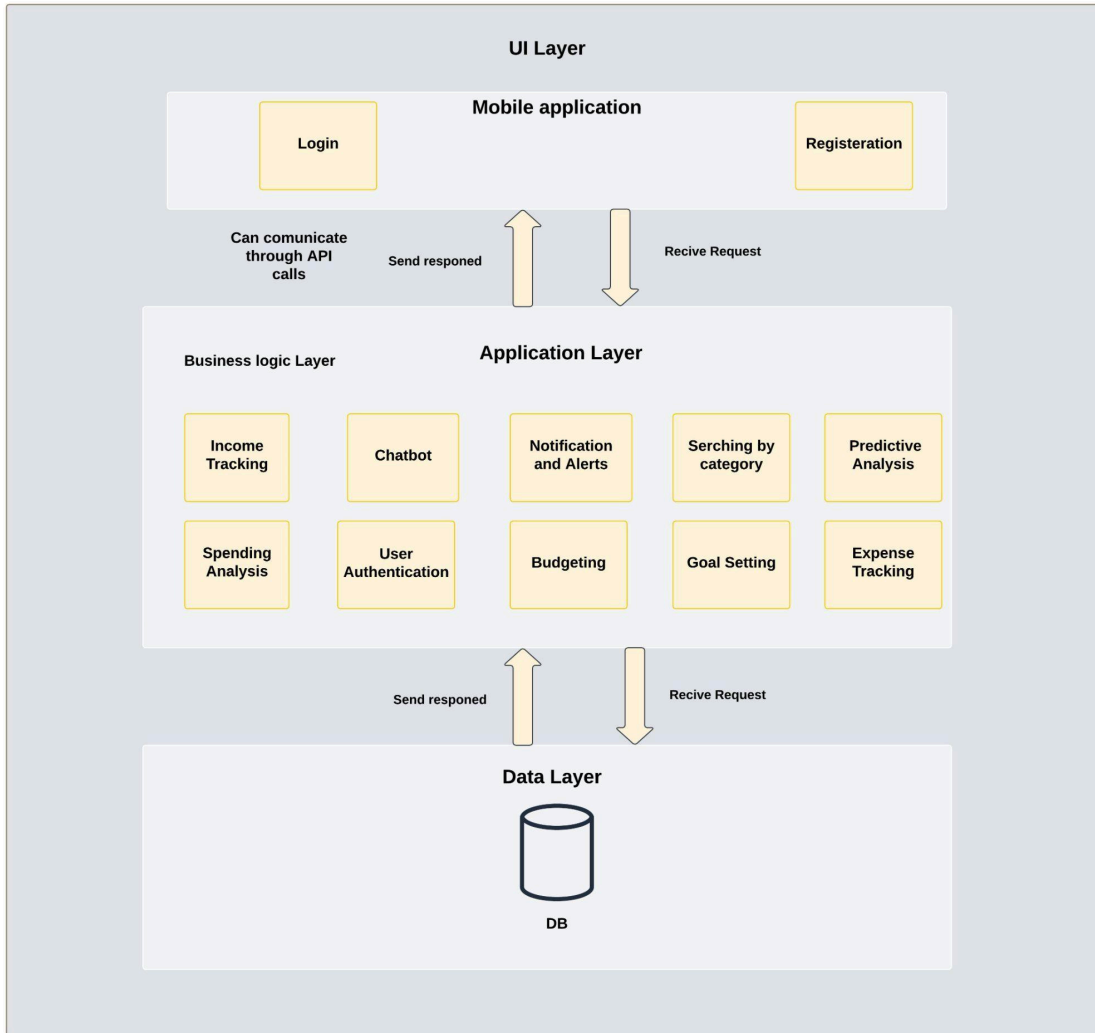 UI Layer
Mobile application
Login
Registeration
Can comunicate
through API
calls
Send responed
Recive Request
Application Layer
Business logic Layer
Income
Tracking
Chatbot
Notification
and Alerts
Serching by
category
Predictive
Analysis
Spending
Analysis
User
Authentication
Budgeting
Goal Setting
Expense
Tracking
Send responed
Recive Request
Data Layer
DB